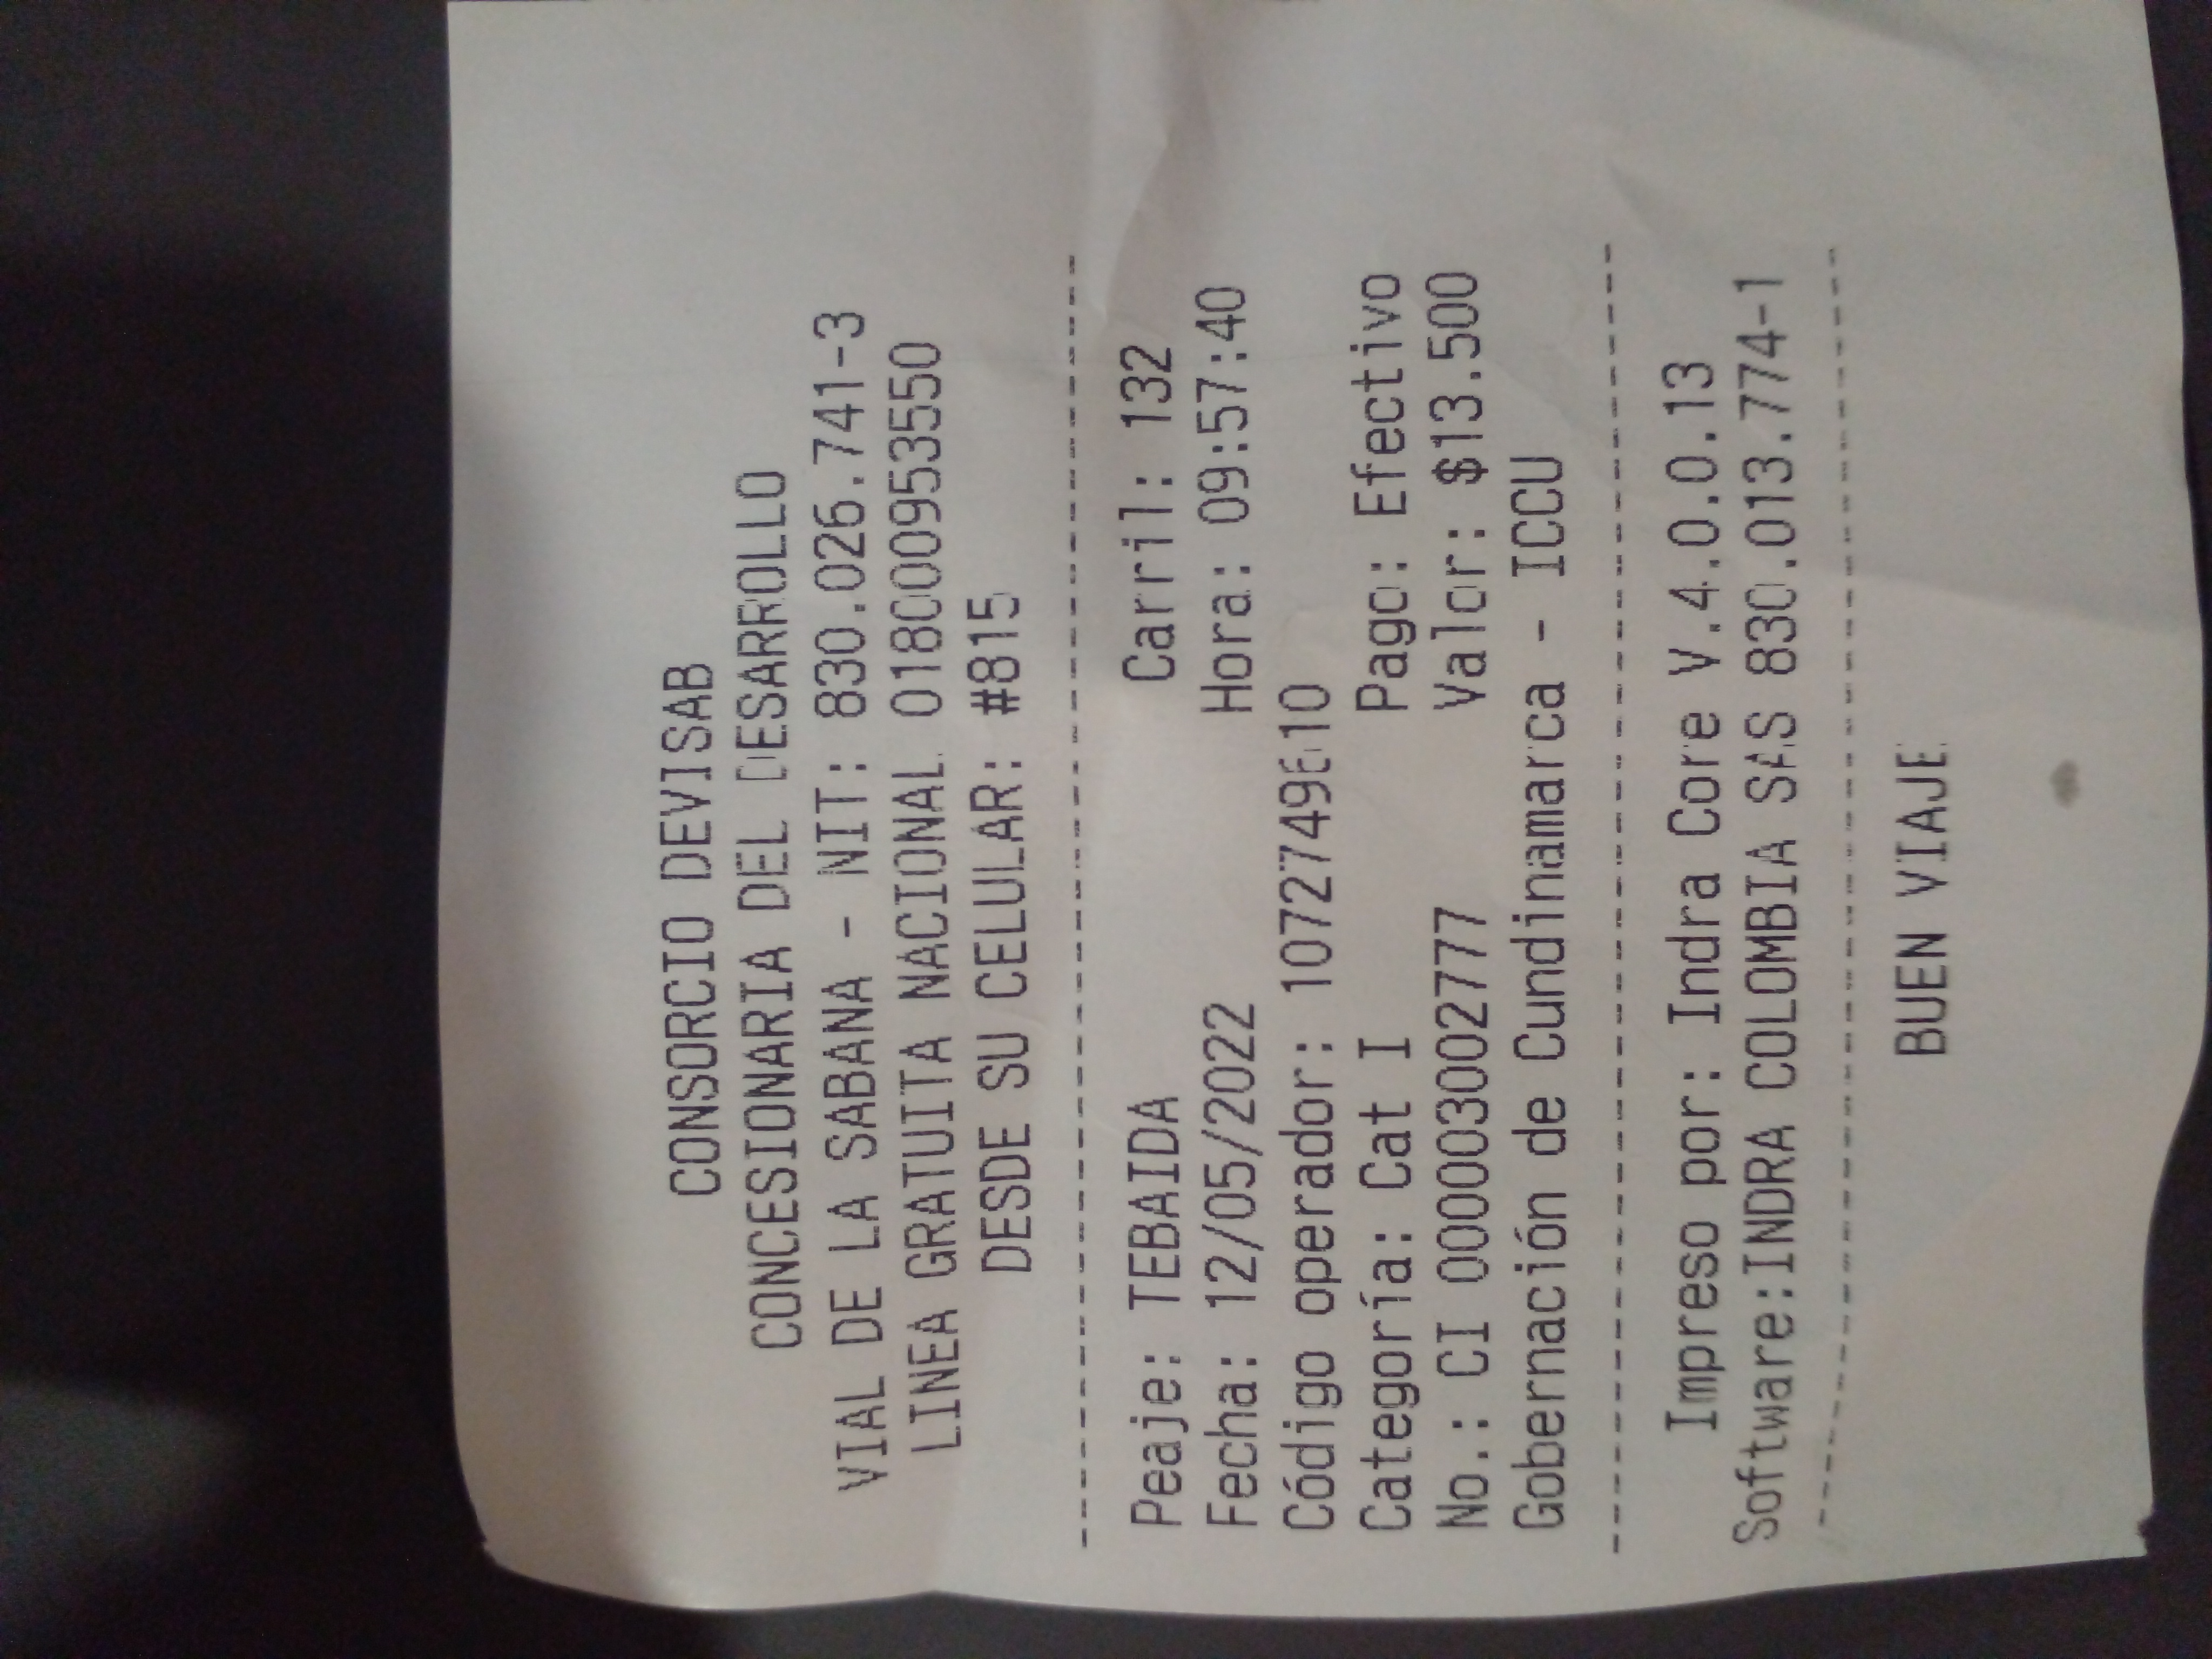 CONSORCIO DEVISAB
CONCESIONARIA DEL DESARROLLO
VIAL DE LA SABANA - NIT: 830.026.741-3
LINEA GRATUITA NACIONAL 018000953550
DESDE SU CELULAR: #815
Peaje: TEBAIDA Carril: 132
Fecha: 12/05/2022 Hora: 09:57:40
Código operador: 1072749610
Categoría: Cat I Pago: Efectivo
No.: CI 000030002777 Valor: $13.500
Gobernación de Cundinamarca - ICCU
Impreso por: Indra Core V.4.0.0.13
Software:INDRA COLOMBIA SAS 830.013.774-1
BUEN VIAJE